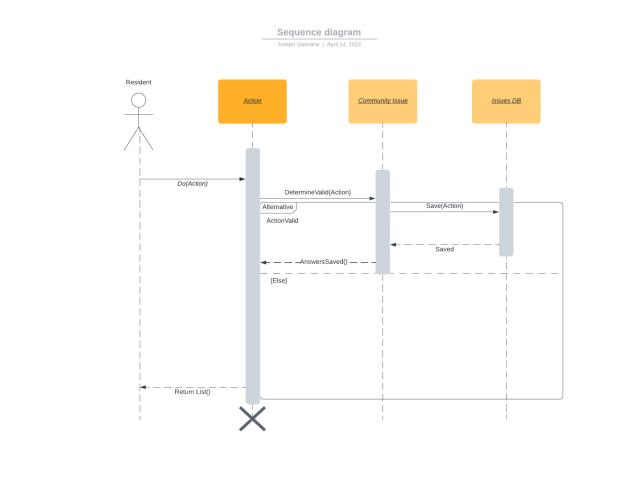 Sequence diagram
Joseph Valentine | April 14, 2022
Resident
Action
Community Issue
Issues DB
Do(Action)
DetermineValid(Action)
Alternative
Save(Action)
ActionValid
Saved
AnswersSaved()
[Else]
Return List()